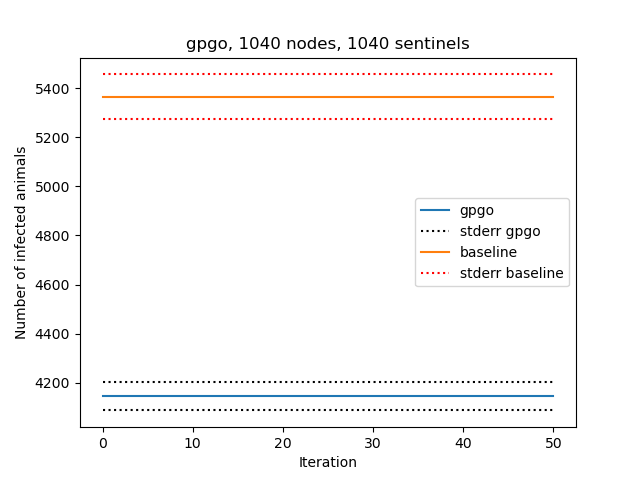 gpgo, 1040 nodes, 1040 sentinels
Number of infected animals
5400
5200
5000
4800
4600
4400
4200
gpgo
stderr gpgo
baseline
stderr baseline
0 10 20 30 40 50
Iteration